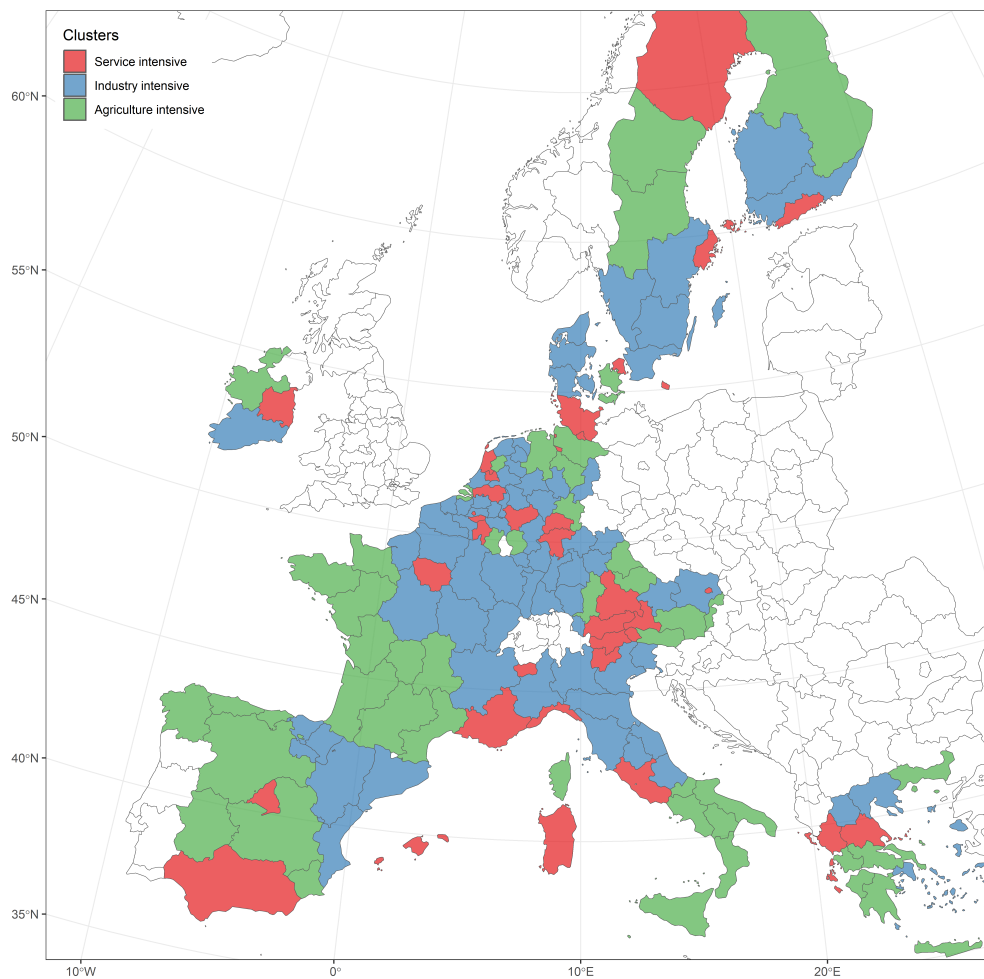 Clusters
Service intensive
Industry intensive
Agriculture intensive
60°N
55°N
50°N
45°N
40°N
35°N
10°W
0°
10°E
20°E